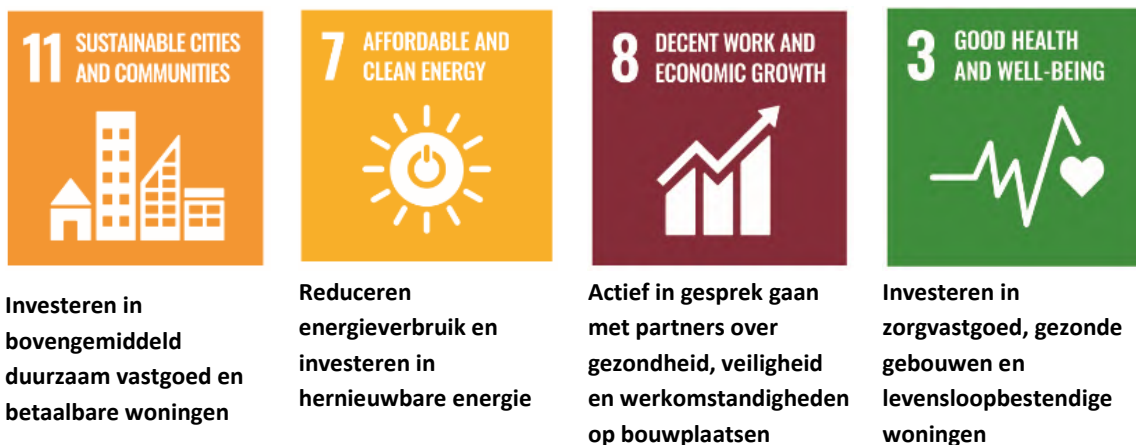 11 SUSTAINABLE CITIES
AND COMMUNITIES
Investeren in
bovengemiddeld
duurzaam vastgoed en
betaalbare woningen
7 AFFORDABLE AND
CLEAN ENERGY
Reduceren
energieverbruik en
investeren in
hernieuwbare energie
8 DECENT WORK AND
ECONOMIC GROWTH
Actief in gesprek gaan
met partners over
gezondheid, veiligheid
en werkomstandigheden
op bouwplaatsen
3 GOOD HEALTH
AND WELL-BEING
Investeren in
zorgvastgoed, gezonde
gebouwen en
levensloopbestendige
woningen